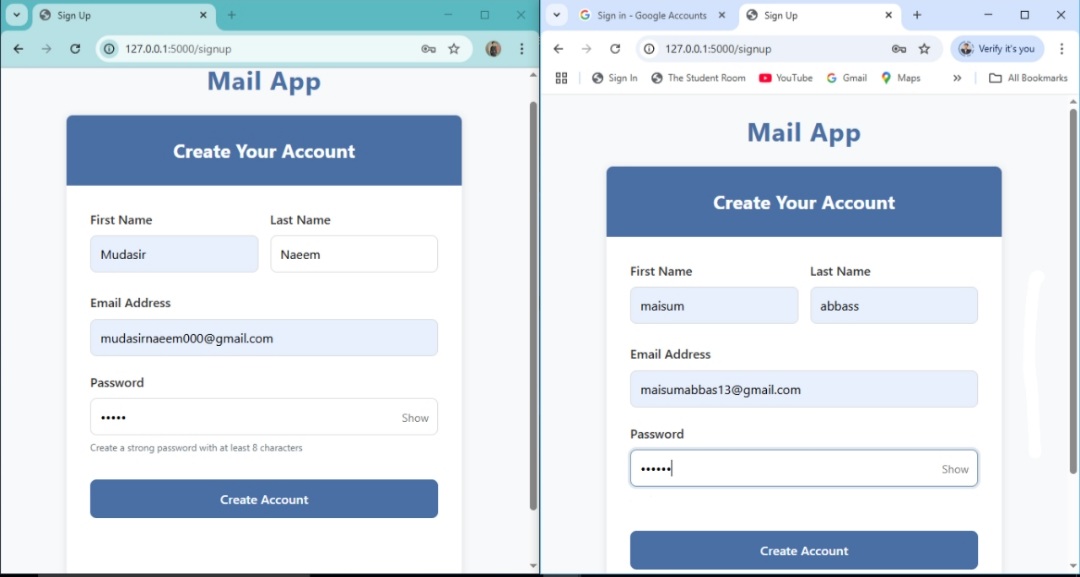 Sign Up
127.0.0.1:5000/signup
Mail App
Create Your Account
First Name Last Name
Mudasir Naeem
Email Address
mudasirnaeem000@gmail.com
Password
••••• Show
Create a strong password with at least 8 characters
Create Account
Sign in - Google Accounts Sign Up
127.0.0.1:5000/signup Verify it's you
Sign In The Student Room YouTube Gmail Maps » All Bookmarks
Mail App
Create Your Account
First Name Last Name
maisum abbass
Email Address
maisumabbas13@gmail.com
Password
•••••• Show
Create Account